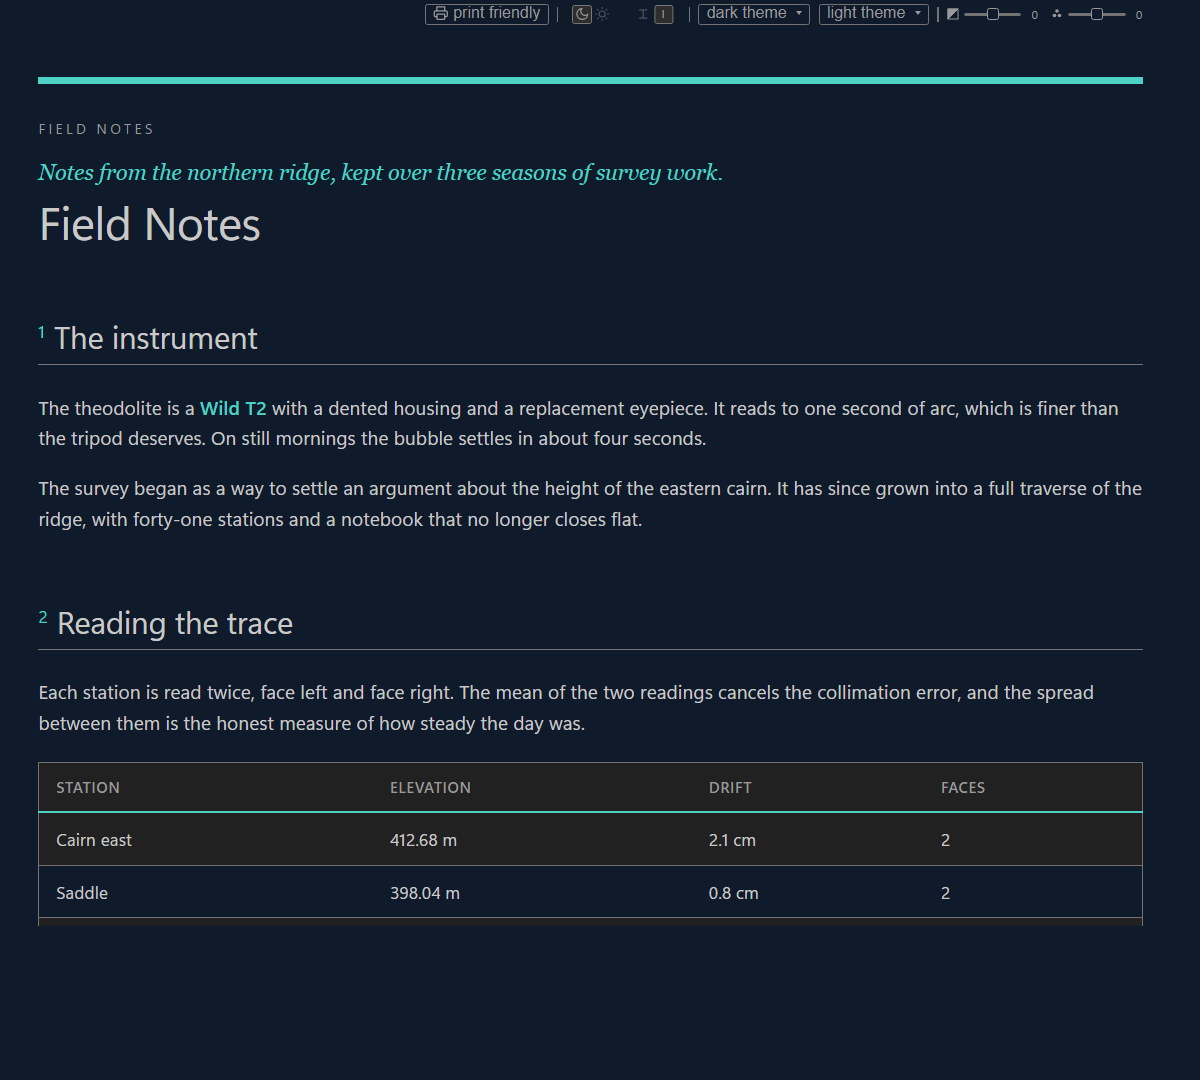 print friendly | I I | dark theme light theme | 0 0
FIELD NOTES
Notes from the northern ridge, kept over three seasons of survey work.
Field Notes
1 The instrument
The theodolite is a Wild T2 with a dented housing and a replacement eyepiece. It reads to one second of arc, which is finer than
the tripod deserves. On still mornings the bubble settles in about four seconds.
The survey began as a way to settle an argument about the height of the eastern cairn. It has since grown into a full traverse of the
ridge, with forty-one stations and a notebook that no longer closes flat.
2 Reading the trace
Each station is read twice, face left and face right. The mean of the two readings cancels the collimation error, and the spread
between them is the honest measure of how steady the day was.
STATION ELEVATION DRIFT FACES
Cairn east 412.68 m 2.1 cm 2
Saddle 398.04 m 0.8 cm 2